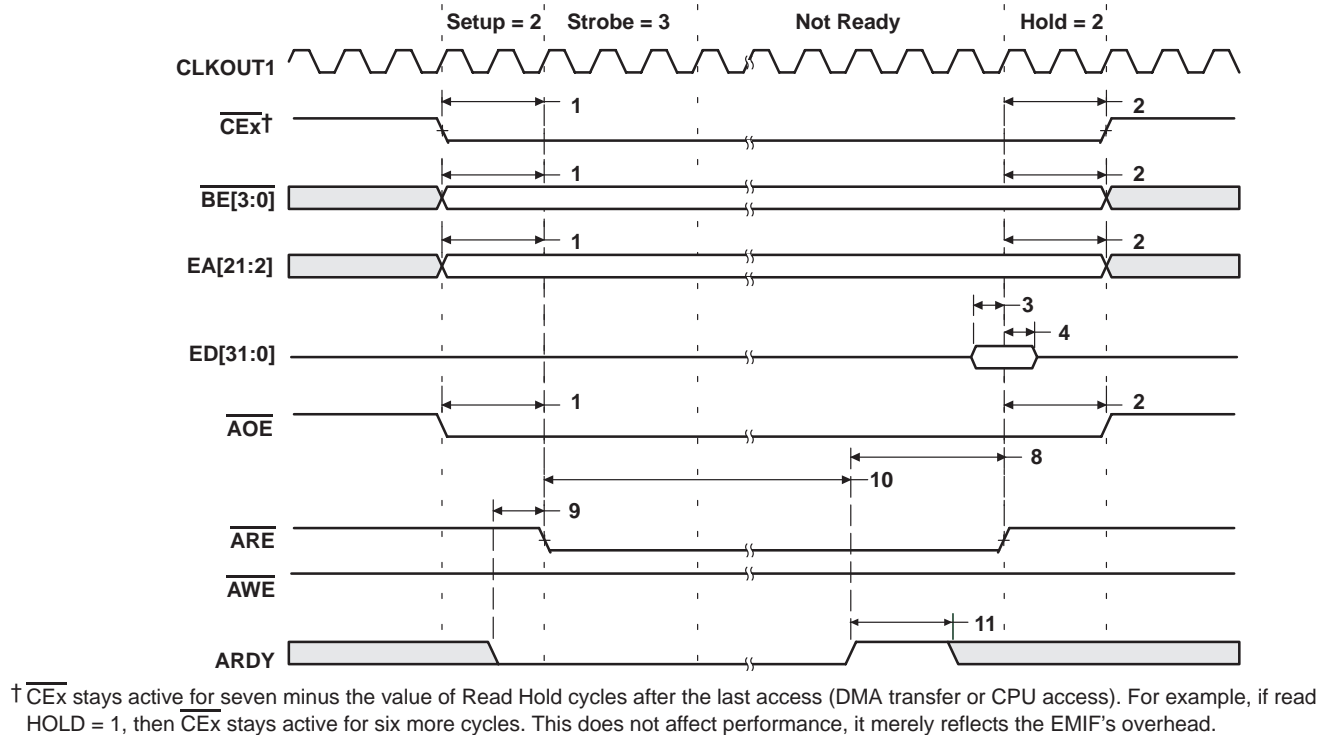 Setup = 2 Strobe = 3 Not Ready Hold = 2
CLKOUT1
1 2
CEx†
1 2
BE[3:0]
1 2
EA[21:2]
3
4
ED[31:0]
1 2
AOE
8
10
9
ARE
AWE
11
ARDY
† CEx stays active for seven minus the value of Read Hold cycles after the last access (DMA transfer or CPU access). For example, if read
HOLD = 1, then CEx stays active for six more cycles. This does not affect performance, it merely reflects the EMIF’s overhead.